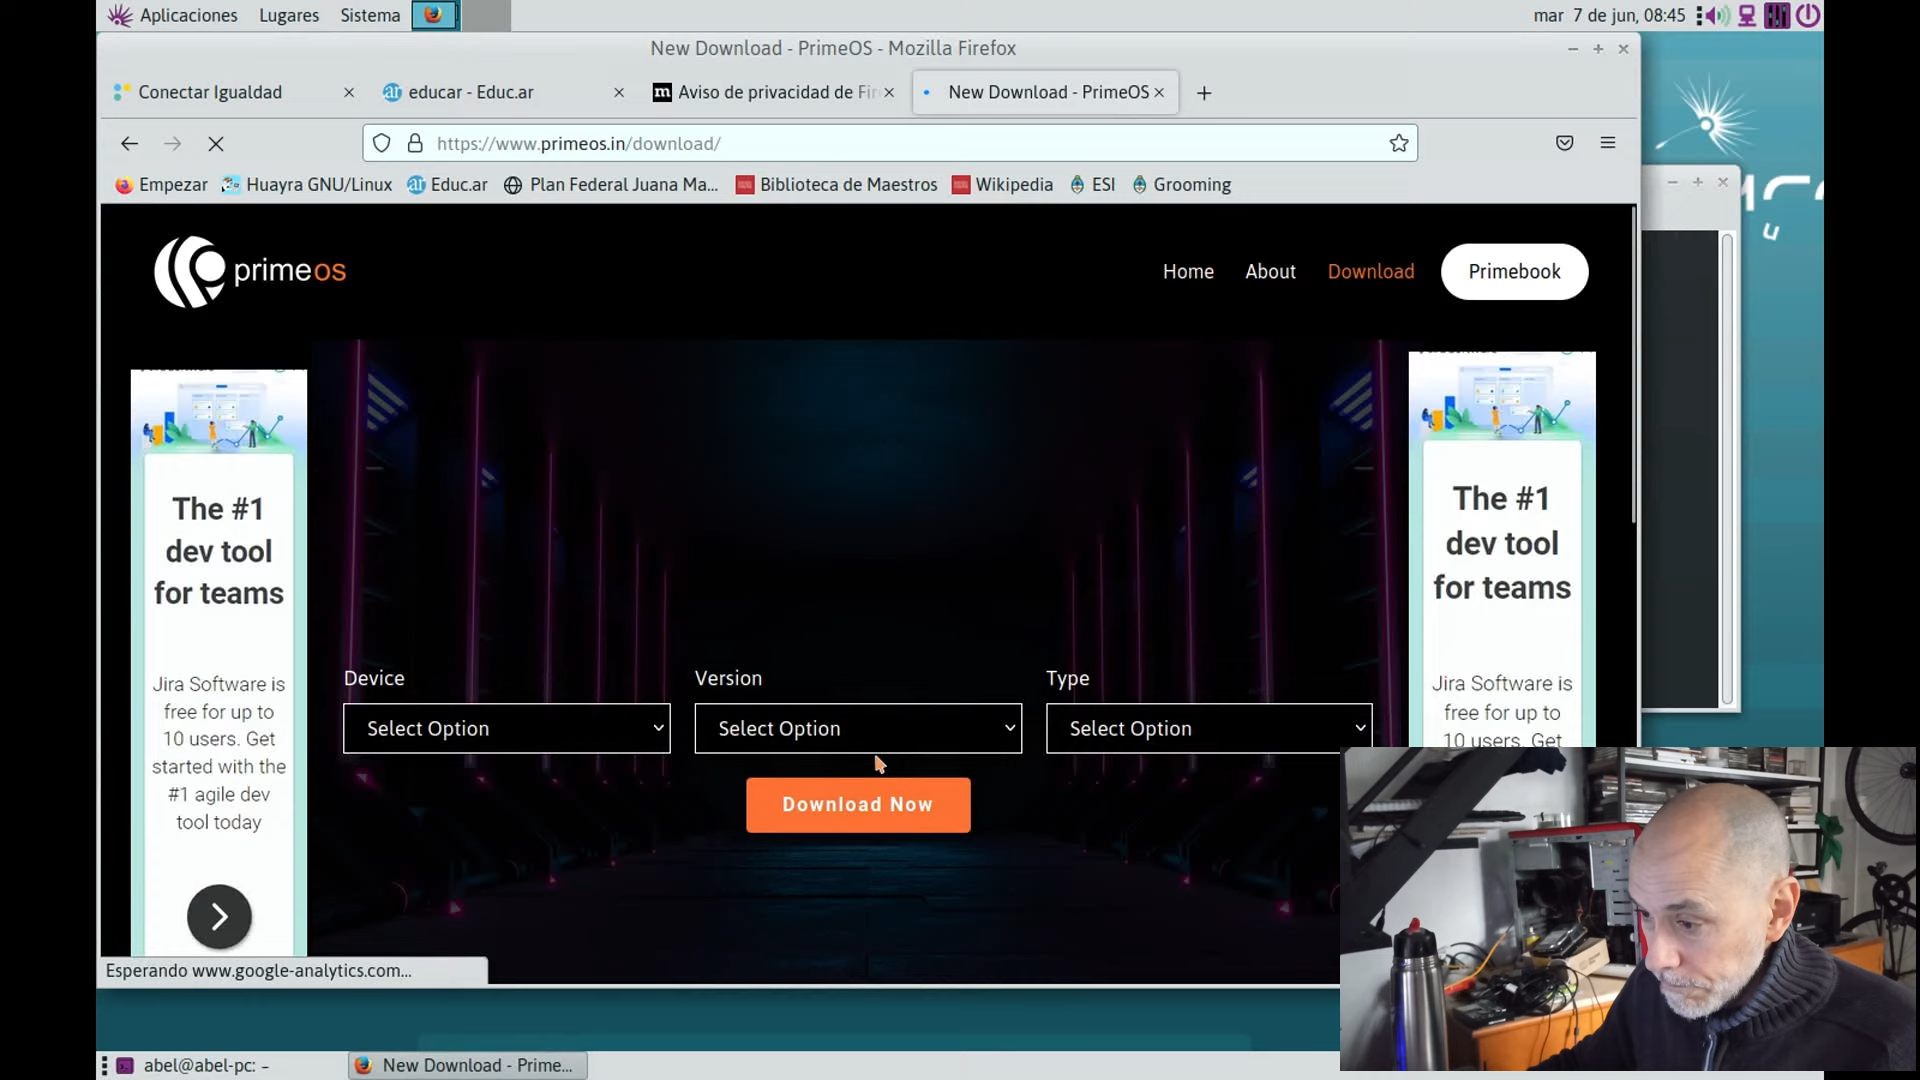 Aplicaciones Lugares Sistema
mar 7 de jun, 08:45
New Download - PrimeOS - Mozilla Firefox
Conectar Igualdad
educar - Educ.ar
Aviso de privacidad de Fir
New Download - PrimeOS
https://www.primeos.in/download/
Empezar Huayra GNU/Linux Educ.ar Plan Federal Juana Ma... Biblioteca de Maestros Wikipedia ESI Grooming
primeos
Home About Download Primebook
The #1
dev tool
for teams
Jira Software is
free for up to
10 users. Get
started with the
#1 agile dev
tool today
Device
Select Option
Version
Select Option
Type
Select Option
Download Now
The #1
dev tool
for teams
Jira Software is
free for up to
10 users. Get
Esperando www.google-analytics.com...
abel@abel-pc: ~
New Download - Prime...